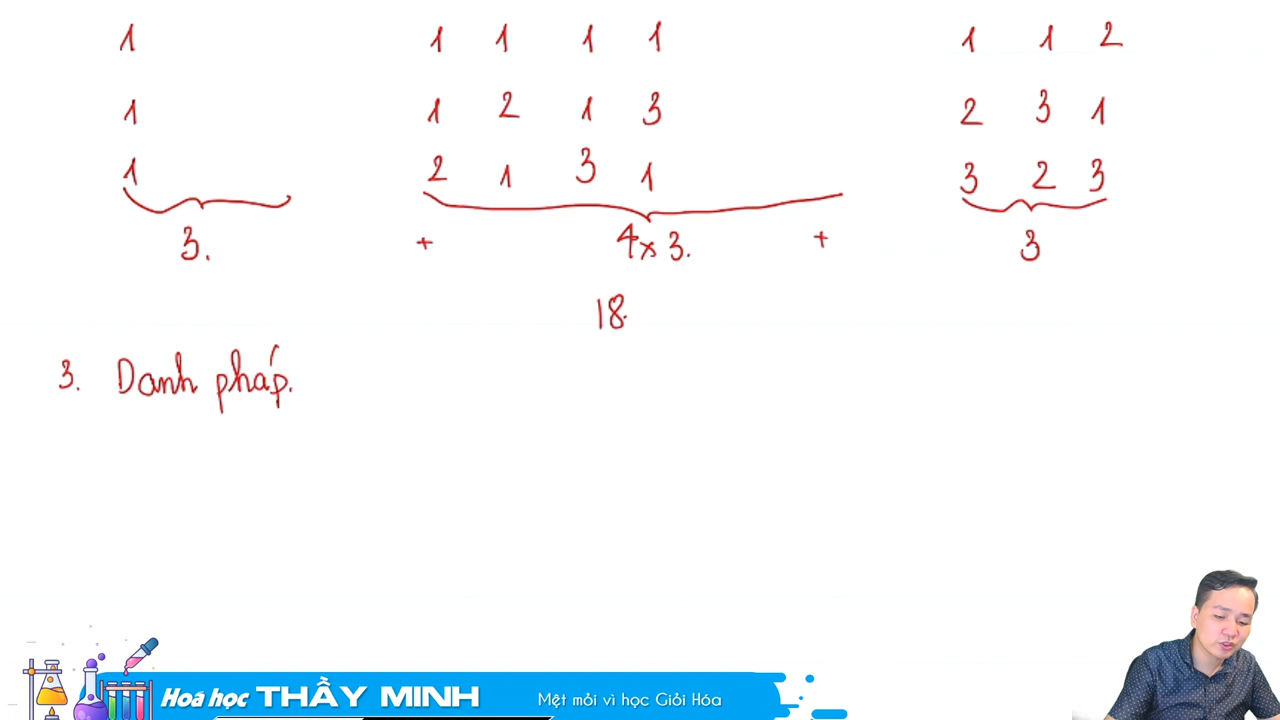 1 1 1 1 1 1 1 2
1 1 2 1 3 2 3 1
1 2 1 3 1 3 2 3
3. + 4x3. + 3
18.
3. Danh pháp.
Hoá học THẦY MINH Mệt mỏi vì học Giỏi Hóa